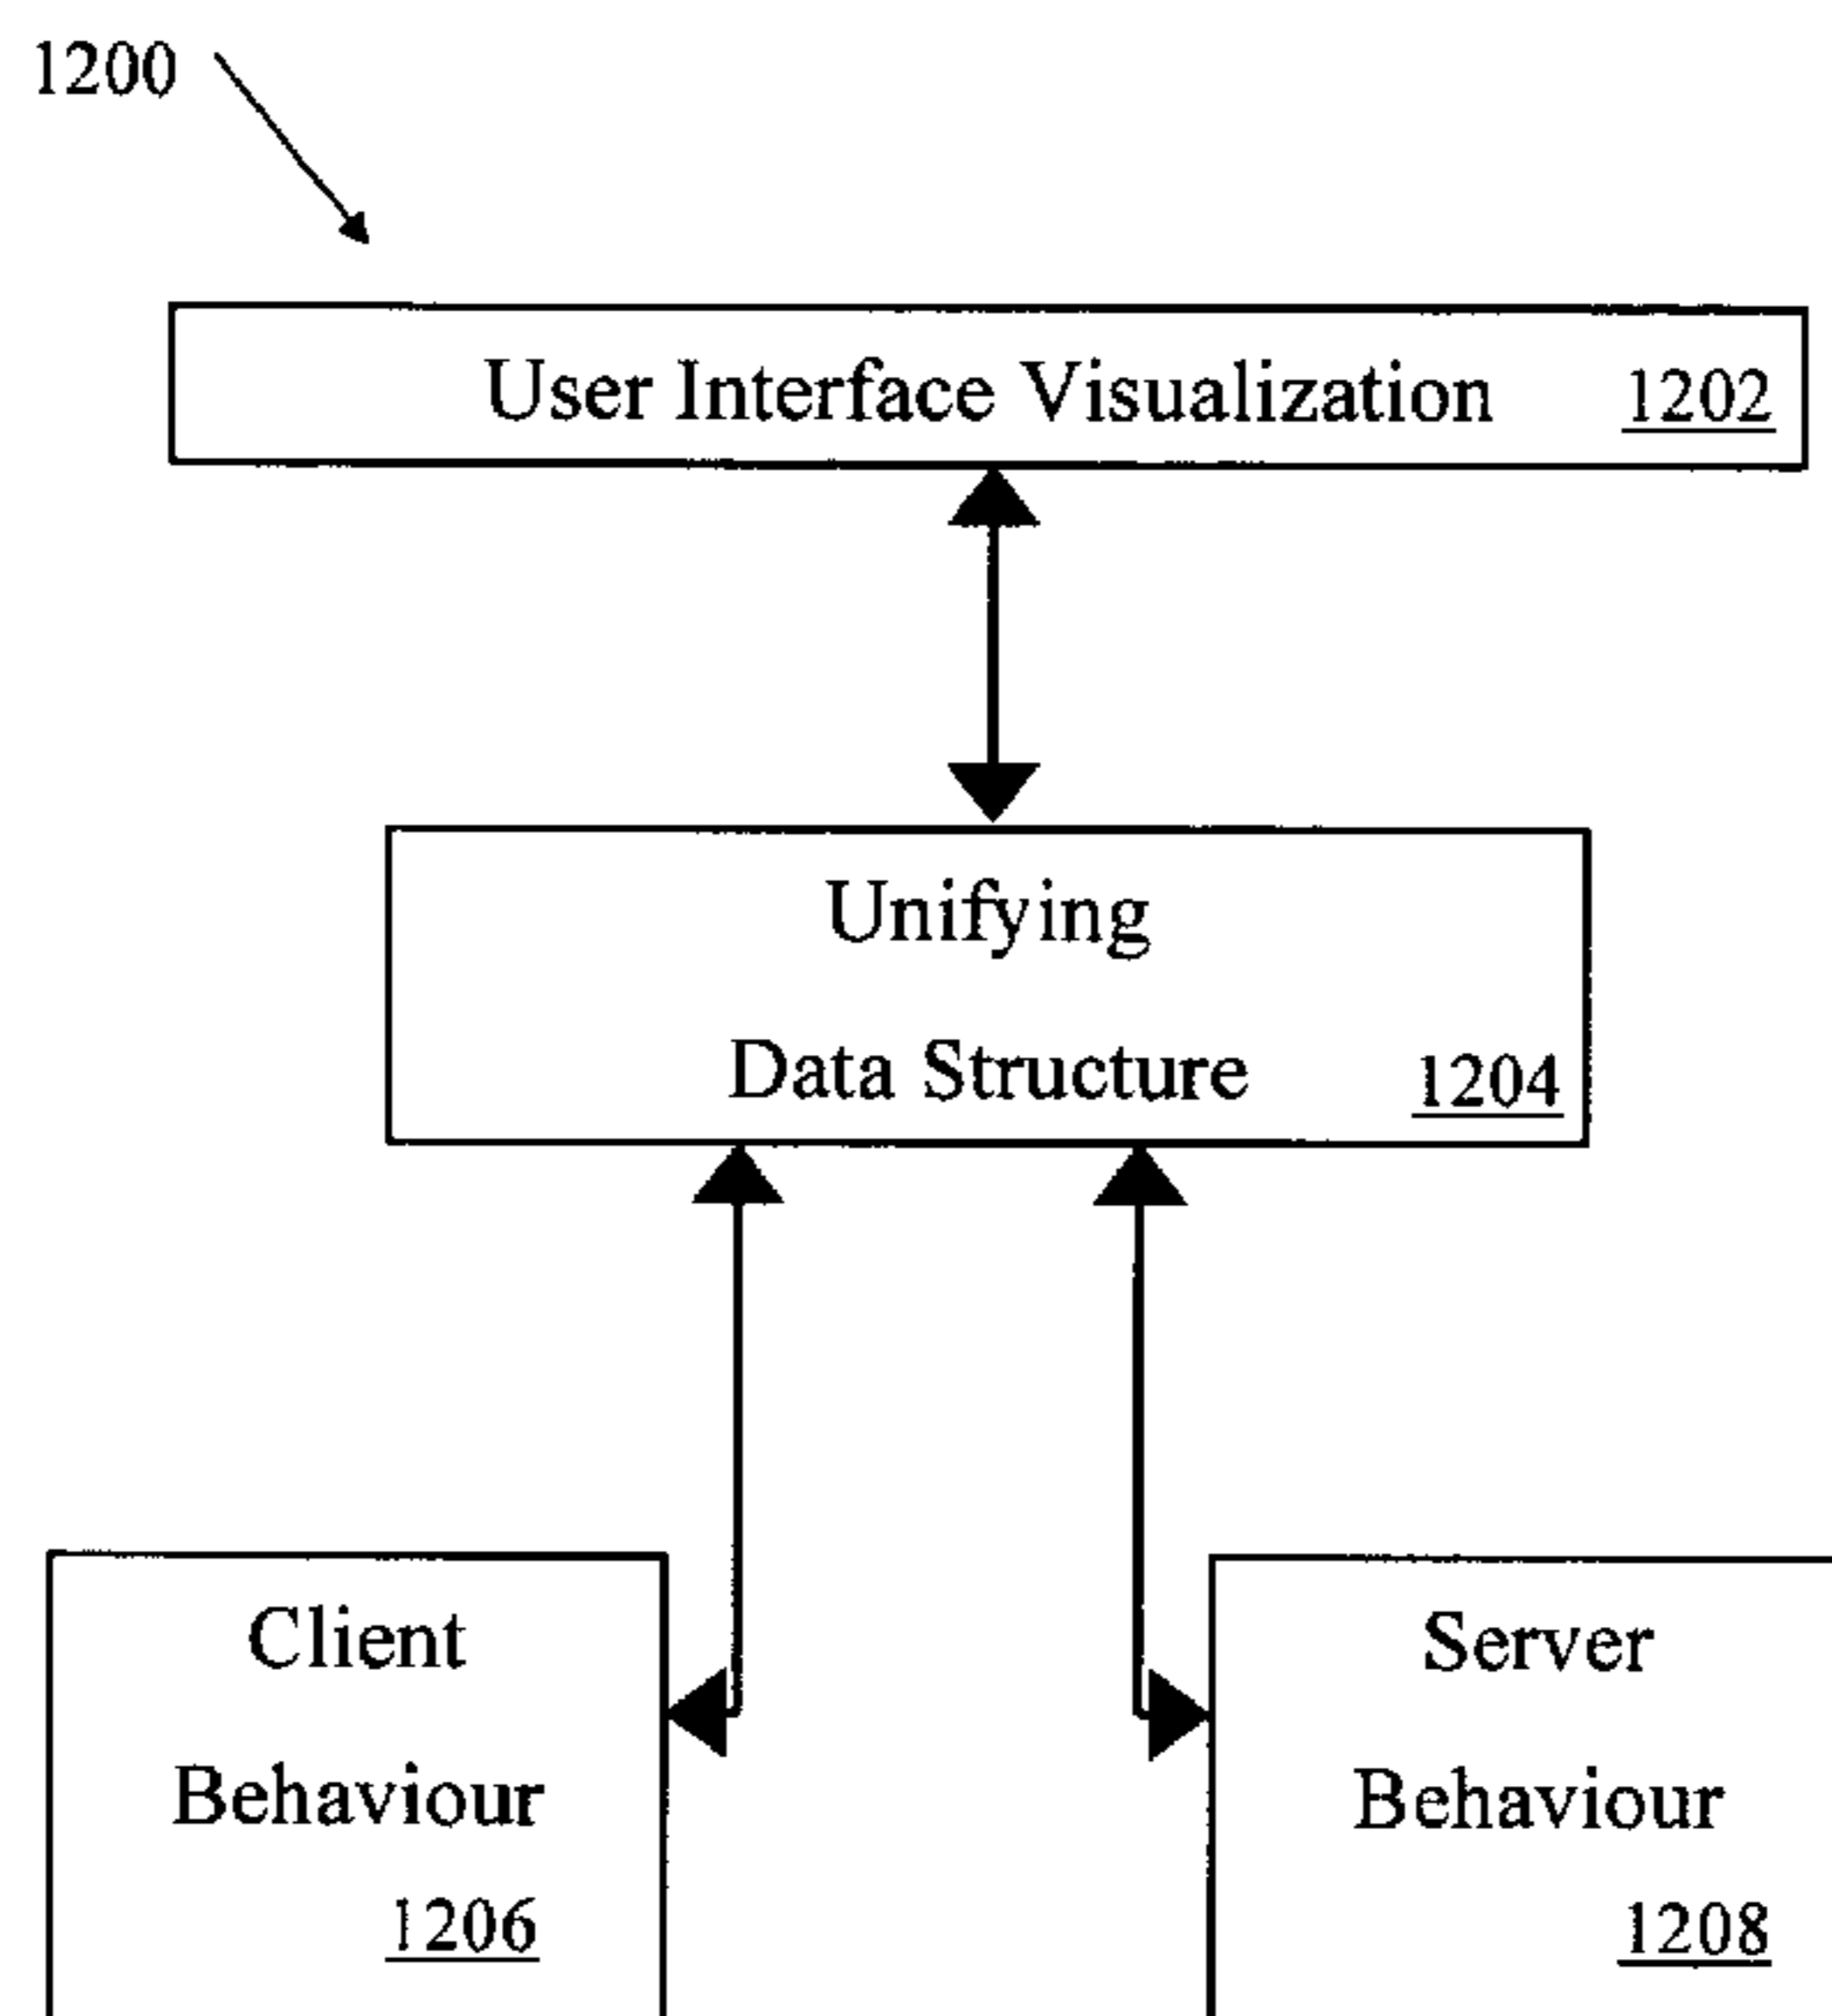 1200
User Interface Visualization 1202
Unifying
Data Structure 1204
Client
Behaviour
1206
Server
Behaviour
1208